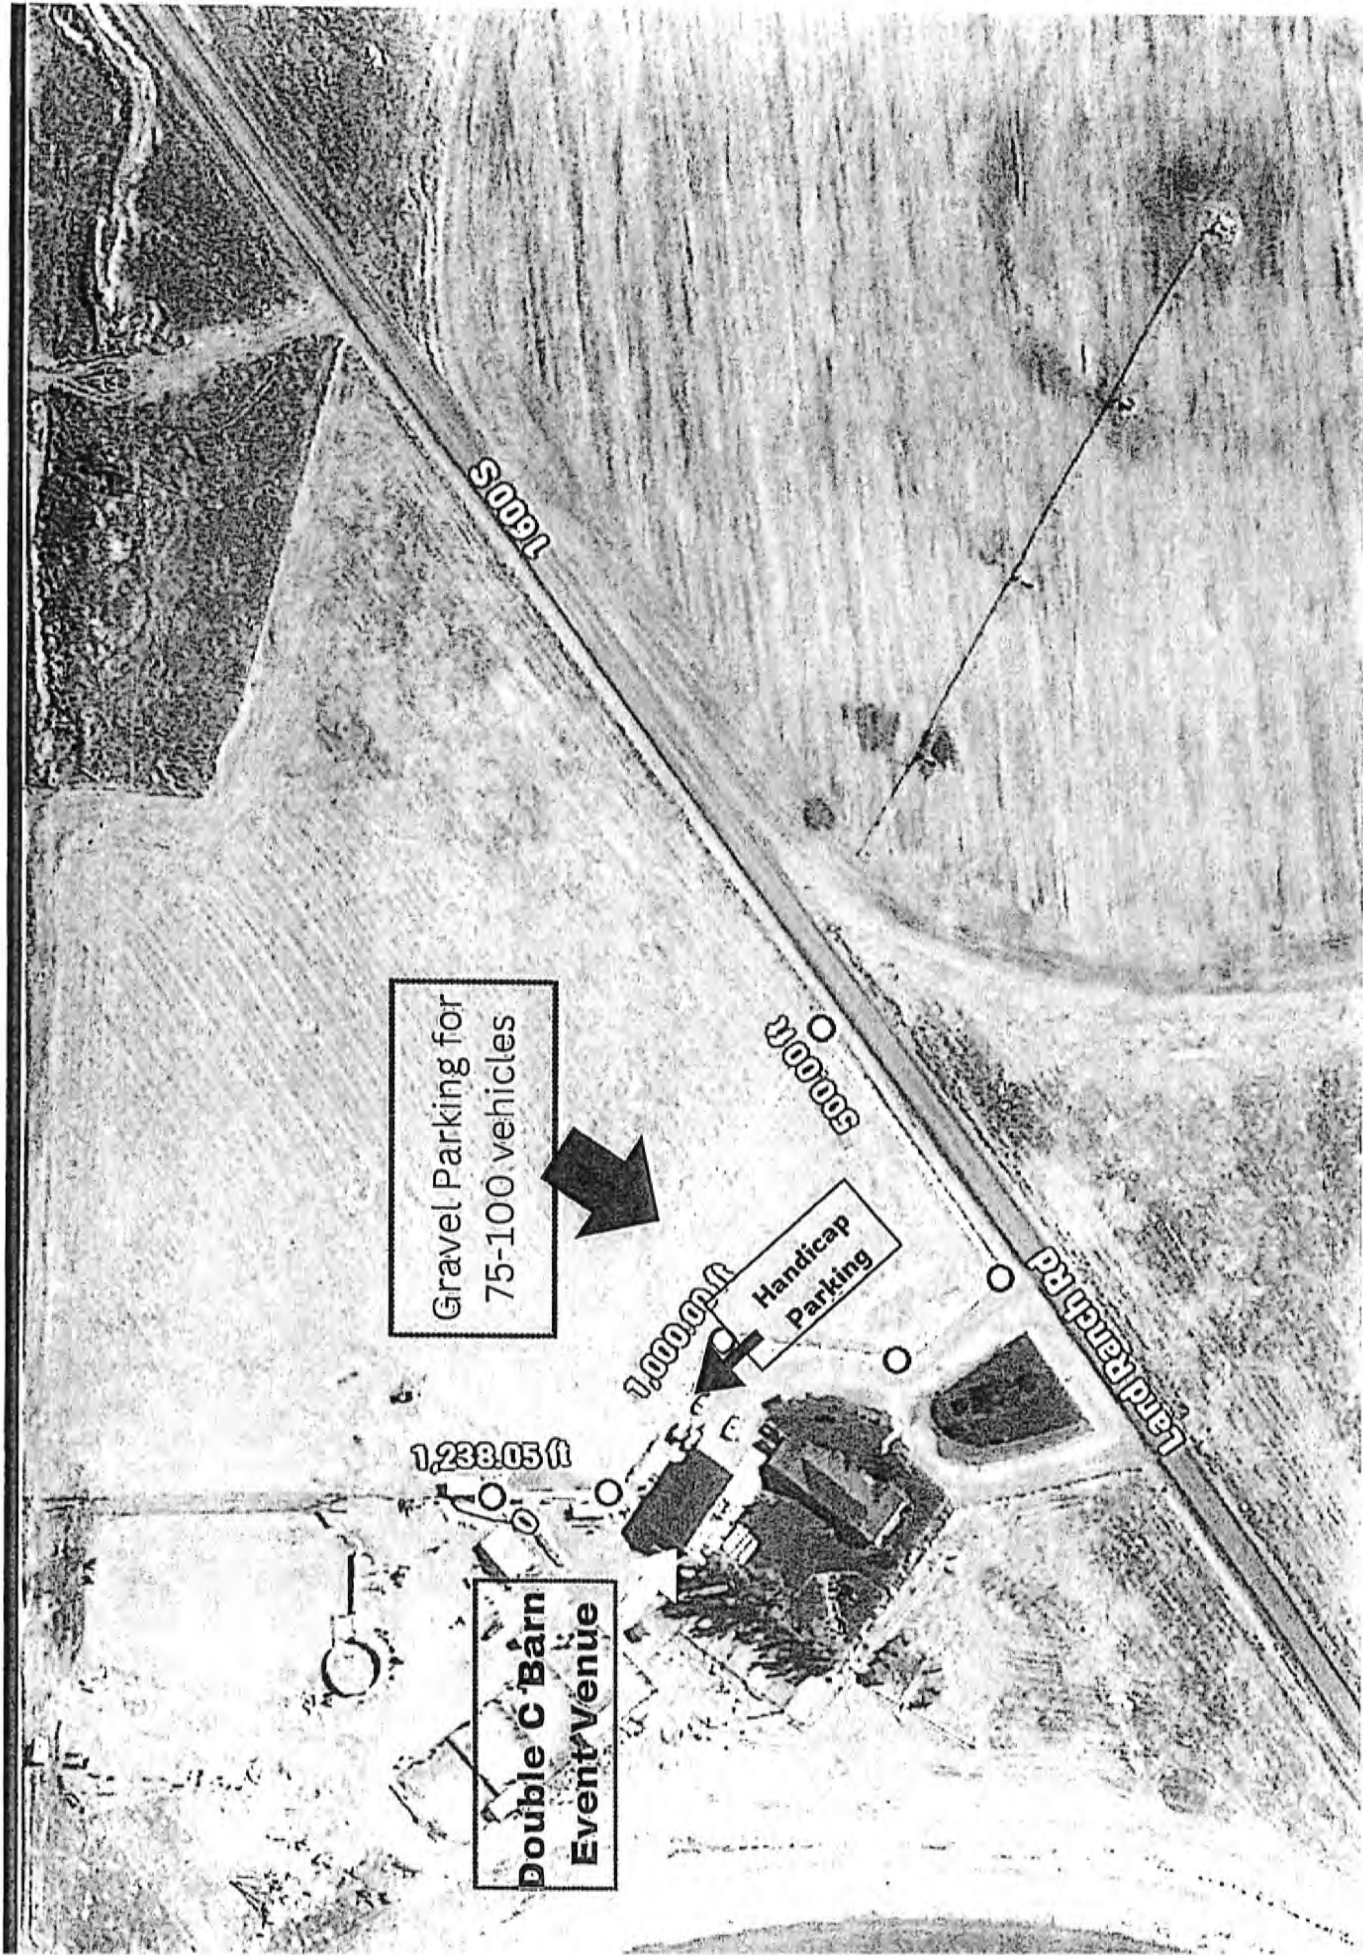 1600 S
Gravel Parking for
75-100 vehicles
500.00 ft
Handicap
Parking
1,000.00 ft
Land Ranch Rd
1,238.05 ft
Double C Barn
Event Venue